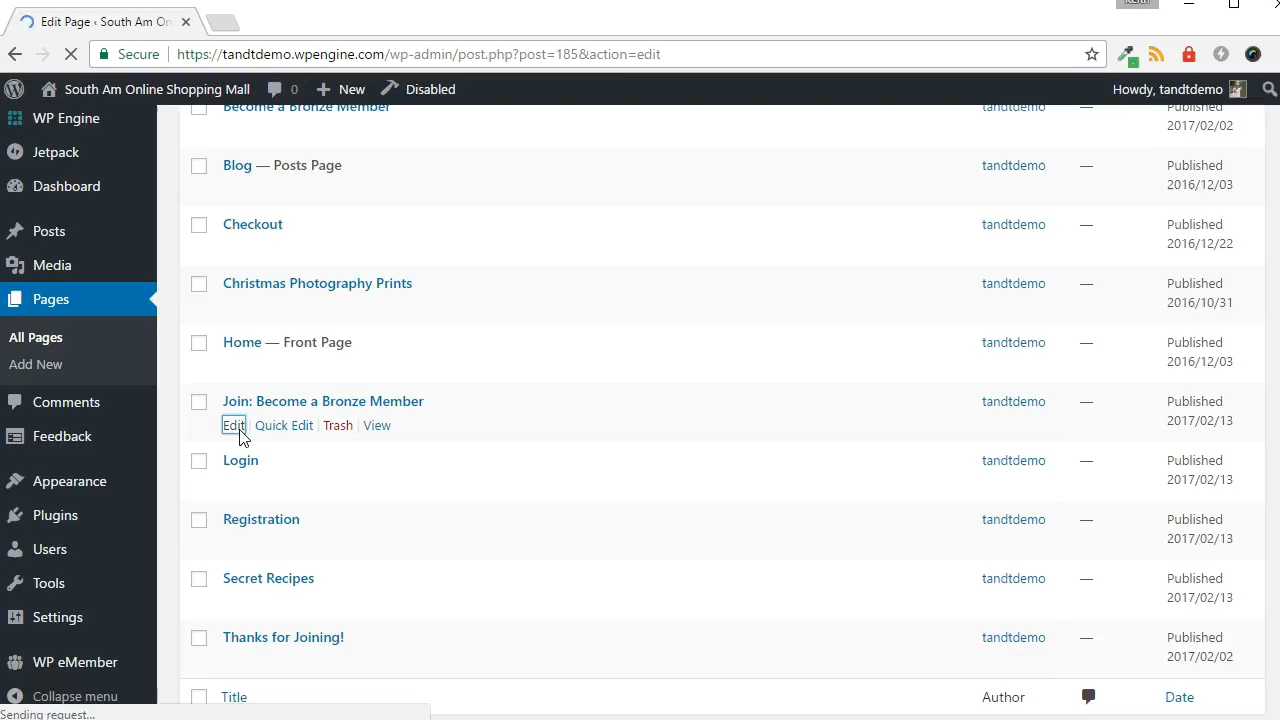 Keith
Edit Page ‹ South Am On
Secure
https://tandtdemo.wpengine.com/wp-admin/post.php?post=185&action=edit
South Am Online Shopping Mall
0
New
Disabled
Howdy, tandtdemo
WP Engine
Jetpack
Dashboard
Posts
Media
Pages
All Pages
Add New
Comments
Feedback
Appearance
Plugins
Users
Tools
Settings
WP eMember
Collapse menu
Become a Bronze Member
tandtdemo
—
Published
2017/02/02
Blog — Posts Page
tandtdemo
—
Published
2016/12/03
Checkout
tandtdemo
—
Published
2016/12/22
Christmas Photography Prints
tandtdemo
—
Published
2016/10/31
Home — Front Page
tandtdemo
—
Published
2016/12/03
Join: Become a Bronze Member
Edit | Quick Edit | Trash | View
tandtdemo
—
Published
2017/02/13
Login
tandtdemo
—
Published
2017/02/13
Registration
tandtdemo
—
Published
2017/02/13
Secret Recipes
tandtdemo
—
Published
2017/02/13
Thanks for Joining!
tandtdemo
—
Published
2017/02/02
Title
Author
Date
Sending request...